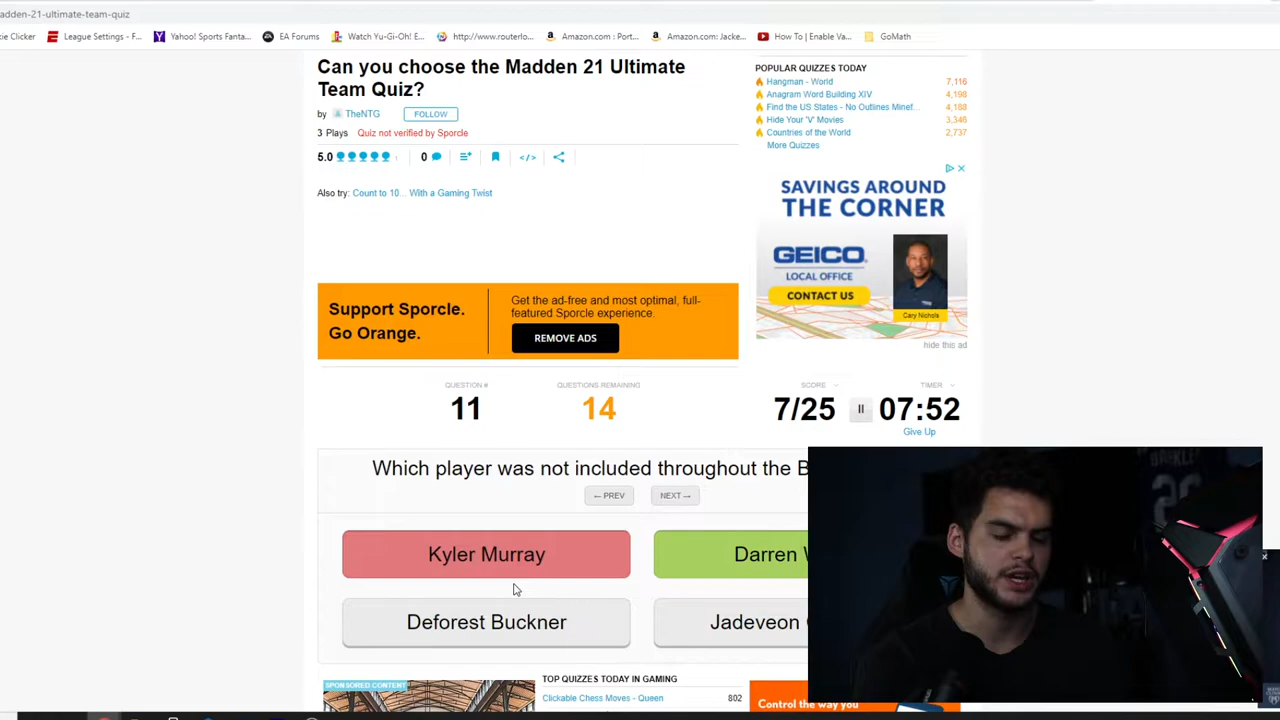 adden-21-ultimate-team-quiz
ie Clicker
League Settings - F...
Yahoo! Sports Fanta...
EA Forums
Watch Yu-Gi-Oh! E...
http://www.routerlo...
Amazon.com : Port...
Amazon.com: Jacke...
How To | Enable Va...
GoMath
Can you choose the Madden 21 Ultimate
Team Quiz?
by TheNTG FOLLOW
3 Plays Quiz not verified by Sporcle
5.0 0
Also try: Count to 10... With a Gaming Twist
POPULAR QUIZZES TODAY
Hangman - World 7,116
Anagram Word Building XIV 4,198
Find the US States - No Outlines Minef... 4,188
Hide Your 'V' Movies 3,346
Countries of the World 2,737
More Quizzes
SAVINGS AROUND
THE CORNER
GEICO
LOCAL OFFICE
CONTACT US
Cary Nichols
hide this ad
Support Sporcle.
Go Orange.
Get the ad-free and most optimal, full-
featured Sporcle experience.
REMOVE ADS
QUESTION # QUESTIONS REMAINING SCORE TIMER
11 14 7/25 07:52
Give Up
Which player was not included throughout the B
← PREV NEXT →
Kyler Murray
Darren W
Deforest Buckner
Jadeveon
SPONSORED CONTENT
TOP QUIZZES TODAY IN GAMING
Clickable Chess Moves - Queen 802
Control the way you